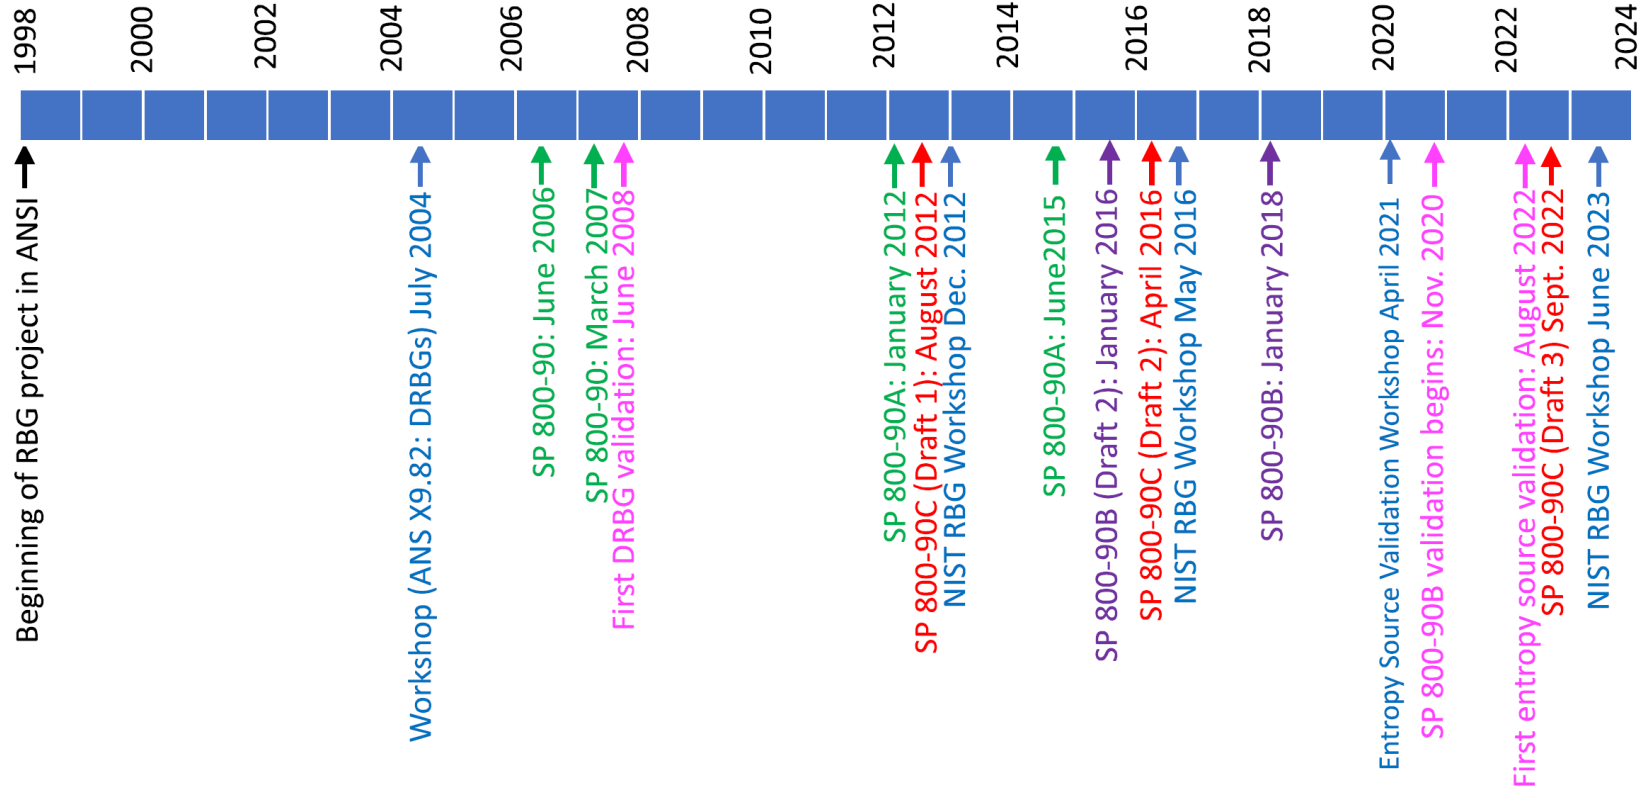 1998
2000
2002
2004
2006
2008
2010
2012
2014
2016
2018
2020
2022
2024
Beginning of RBG project in ANSI
Workshop (ANS X9.82: DRBGs) July 2004
SP 800-90: June 2006
SP 800-90: March 2007
First DRBG validation: June 2008
SP 800-90A: January 2012
SP 800-90C (Draft 1): August 2012
NIST RBG Workshop Dec. 2012
SP 800-90A: June2015
SP 800-90B (Draft 2): January 2016
SP 800-90C (Draft 2): April 2016
NIST RBG Workshop May 2016
SP 800-90B: January 2018
Entropy Source Validation Workshop April 2021
SP 800-90B validation begins: Nov. 2020
First entropy source validation: August 2022
SP 800-90C (Draft 3) Sept. 2022
NIST RBG Workshop June 2023